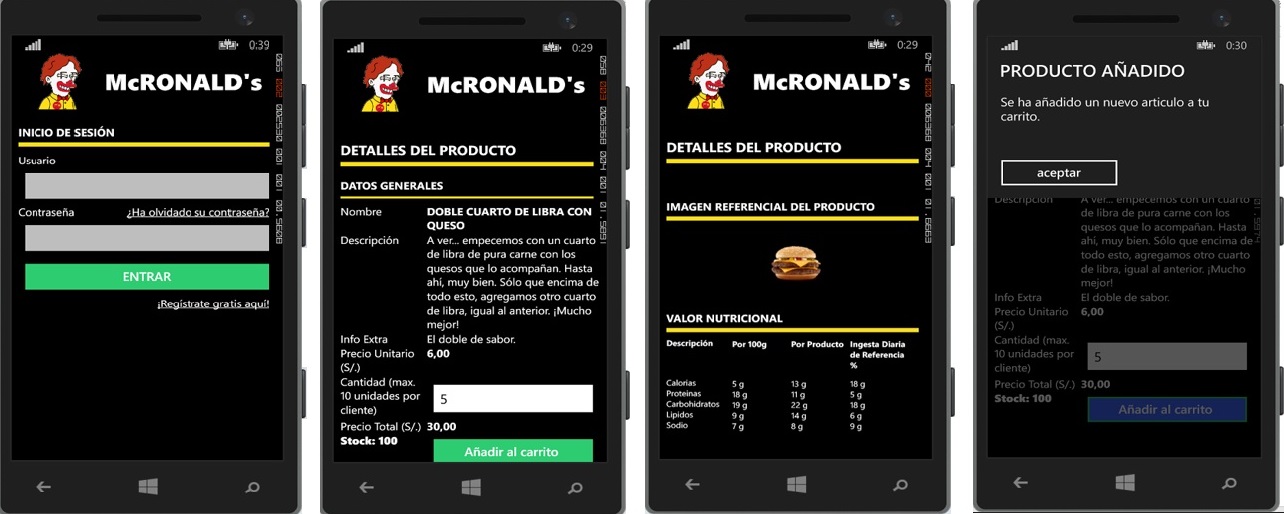 0:39
McRONALD's
INICIO DE SESIÓN
Usuario
Contraseña ¿Ha olvidado su contraseña?
ENTRAR
¡Registrate gratis aquí!
0:29
McRONALD's
DETALLES DEL PRODUCTO
DATOS GENERALES
Nombre DOBLE CUARTO DE LIBRA CON
QUESO
Descripción A ver... empecemos con un cuarto
de libra de pura carne con los
quesos que lo acompañan. Hasta
ahí, muy bien. Sólo que encima de
todo esto, agregamos otro cuarto
de libra, igual al anterior. ¡Mucho
mejor!
Info Extra El doble de sabor.
Precio Unitario 6,00
(S/.)
Cantidad (max.
10 unidades por 5
cliente)
Precio Total (S/.) 30,00
Stock: 100
Añadir al carrito
0:29
McRONALD's
DETALLES DEL PRODUCTO
IMAGEN REFERENCIAL DEL PRODUCTO
VALOR NUTRICIONAL
Descripción Por 100g Por Producto Ingesta Diaria
de Referencia
%
Calorias 5 g 13 g 18 g
Proteinas 18 g 11 g 5 g
Carbohidratos 19 g 22 g 18 g
Lipidos 9 g 14 g 6 g
Sodio 7 g 8 g 9 g
0:30
PRODUCTO AÑADIDO
Se ha añadido un nuevo articulo a tu
carrito.
aceptar
Descripción A ver... empecemos con un cuarto
de libra de pura carne con los
quesos que lo acompañan. Hasta
ahí, muy bien. Sólo que encima de
todo esto, agregamos otro cuarto
de libra, igual al anterior. ¡Mucho
mejor!
Info Extra El doble de sabor.
Precio Unitario 6,00
(S/.)
Cantidad (max.
10 unidades por 5
cliente)
Precio Total (S/.) 30,00
Stock: 100
Añadir al carrito